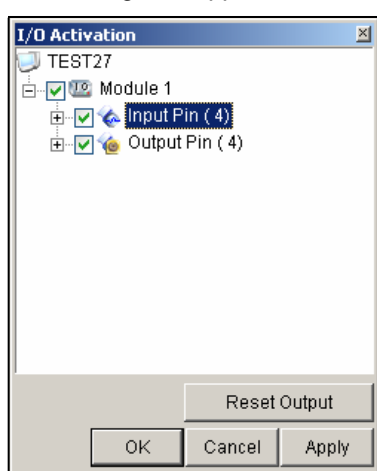 I/O Activation
TEST27
Module 1
Input Pin ( 4)
Output Pin ( 4)
Reset Output
OK Cancel Apply